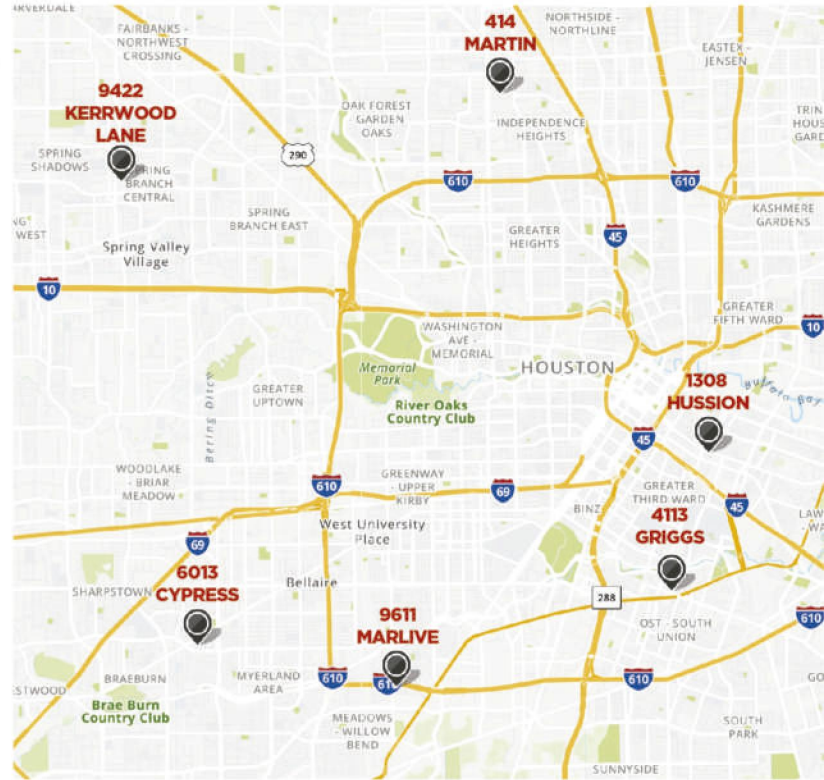 FAIRBANKS -
NORTHWEST
CROSSING
414
MARTIN
NORTHSIDE -
NORTHLINE
EASTEX -
JENSEN
9422
KERRWOOD
LANE
OAK FOREST
GARDEN
OAKS
INDEPENDENCE
HEIGHTS
SPRING
SHADOWS
290
SPRING
BRANCH
CENTRAL
610
610
SPRING
BRANCH EAST
GREATER
HEIGHTS
45
KASHMERE
GARDENS
WEST
Spring Valley
Village
10
GREATER
FIFTH WARD
10
WASHINGTON
AVE -
MEMORIAL
HOUSTON
Memorial
Park
GREATER
UPTOWN
Bering Ditch
River Oaks
Country Club
1308
HUSSION
Buffalo Bay
45
WOODLAKE
- BRIAR
MEADOW
610
GREENWAY
- UPPER
KIRBY
69
GREATER
THIRD WARD
45
BINZ
West University
Place
4113
GRIGGS
69
6013
CYPRESS
SHARPSTOWN
Bellaire
288
9611
MARLIVE
OST - SOUTH
UNION
610
BRAEBURN
MYERLAND
AREA
610
610
Brae Burn
Country Club
MEADOWS
- WILLOW
BEND
SOUTH
PARK
SUNNYSIDE